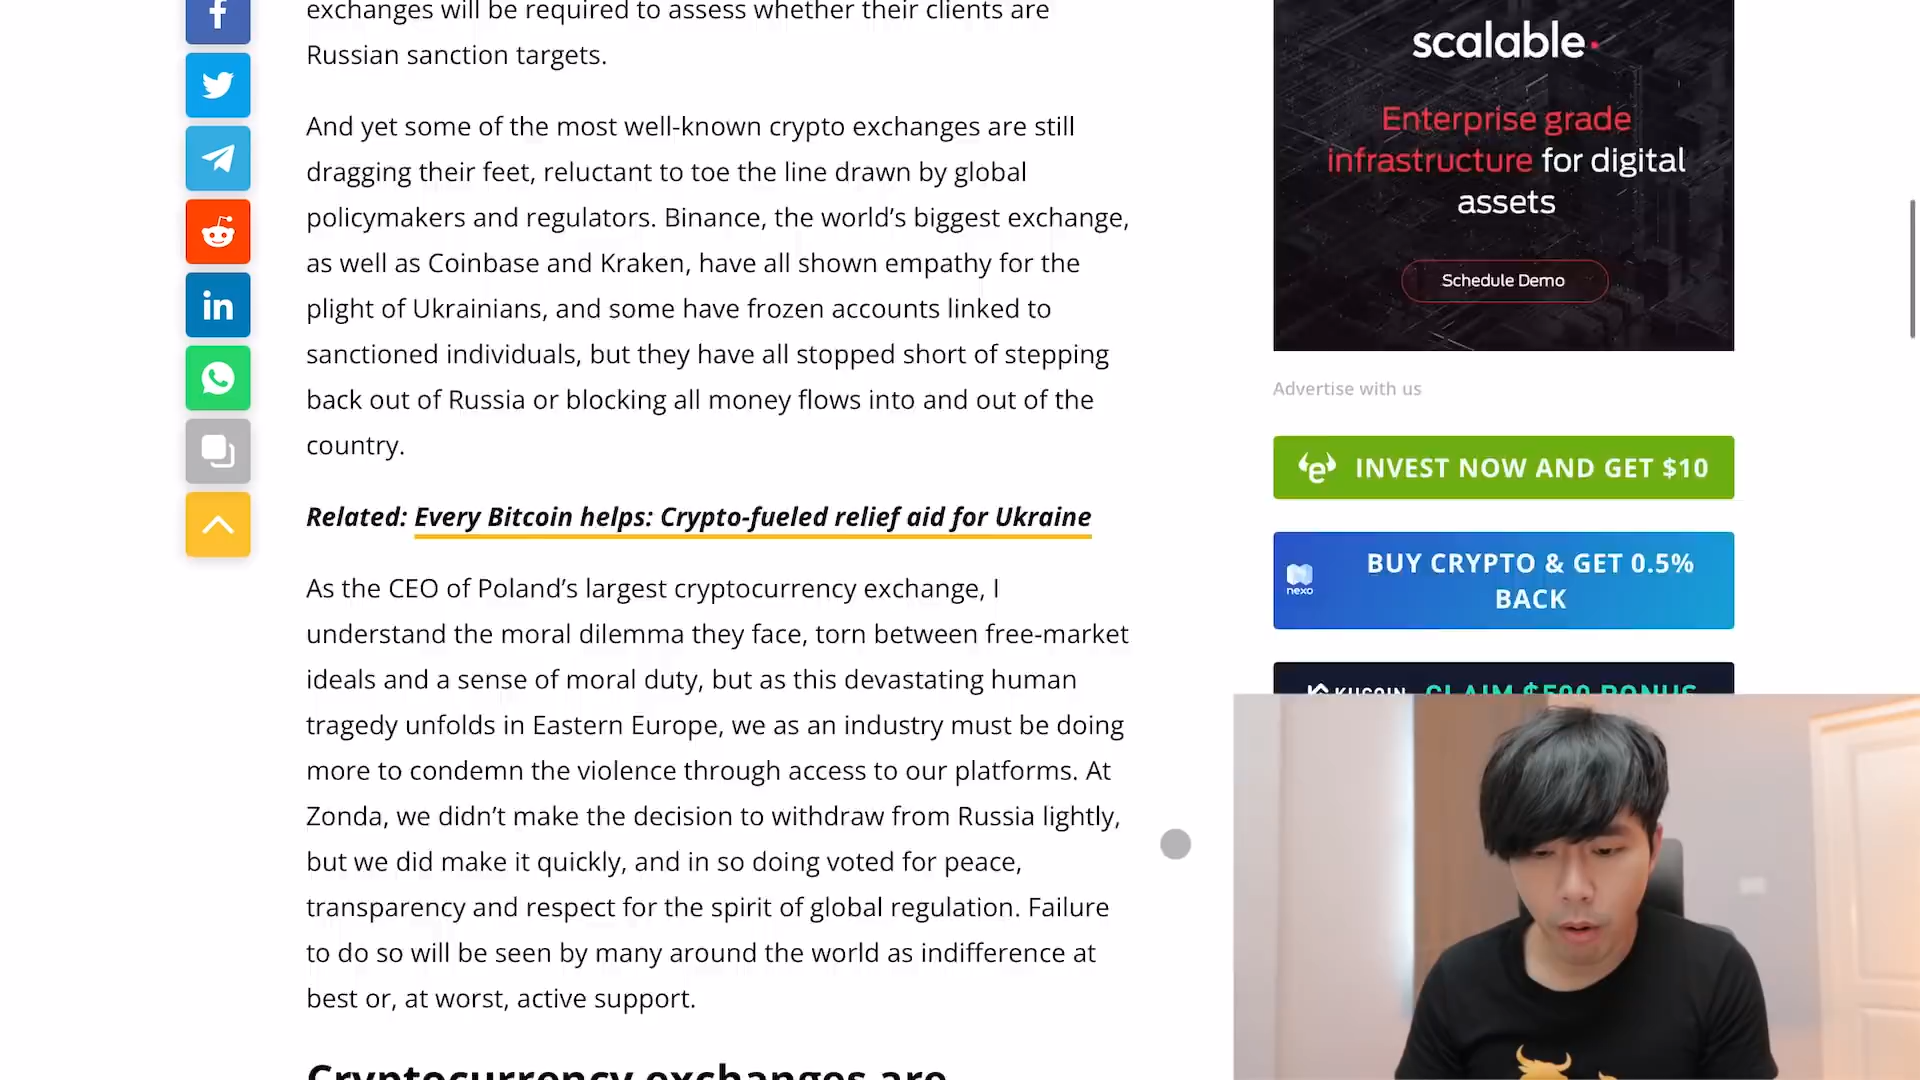 exchanges will be required to assess whether their clients are
Russian sanction targets.
And yet some of the most well-known crypto exchanges are still
dragging their feet, reluctant to toe the line drawn by global
policymakers and regulators. Binance, the world’s biggest exchange,
as well as Coinbase and Kraken, have all shown empathy for the
plight of Ukrainians, and some have frozen accounts linked to
sanctioned individuals, but they have all stopped short of stepping
back out of Russia or blocking all money flows into and out of the
country.
Related: Every Bitcoin helps: Crypto-fueled relief aid for Ukraine
As the CEO of Poland’s largest cryptocurrency exchange, I
understand the moral dilemma they face, torn between free-market
ideals and a sense of moral duty, but as this devastating human
tragedy unfolds in Eastern Europe, we as an industry must be doing
more to condemn the violence through access to our platforms. At
Zonda, we didn’t make the decision to withdraw from Russia lightly,
but we did make it quickly, and in so doing voted for peace,
transparency and respect for the spirit of global regulation. Failure
to do so will be seen by many around the world as indifference at
best or, at worst, active support.
Cryptocurrency exchanges are
scalable
Enterprise grade
infrastructure for digital
assets
Schedule Demo
Advertise with us
INVEST NOW AND GET $10
nexo
BUY CRYPTO & GET 0.5%
BACK
KUCOIN CLAIM $500 BONUS